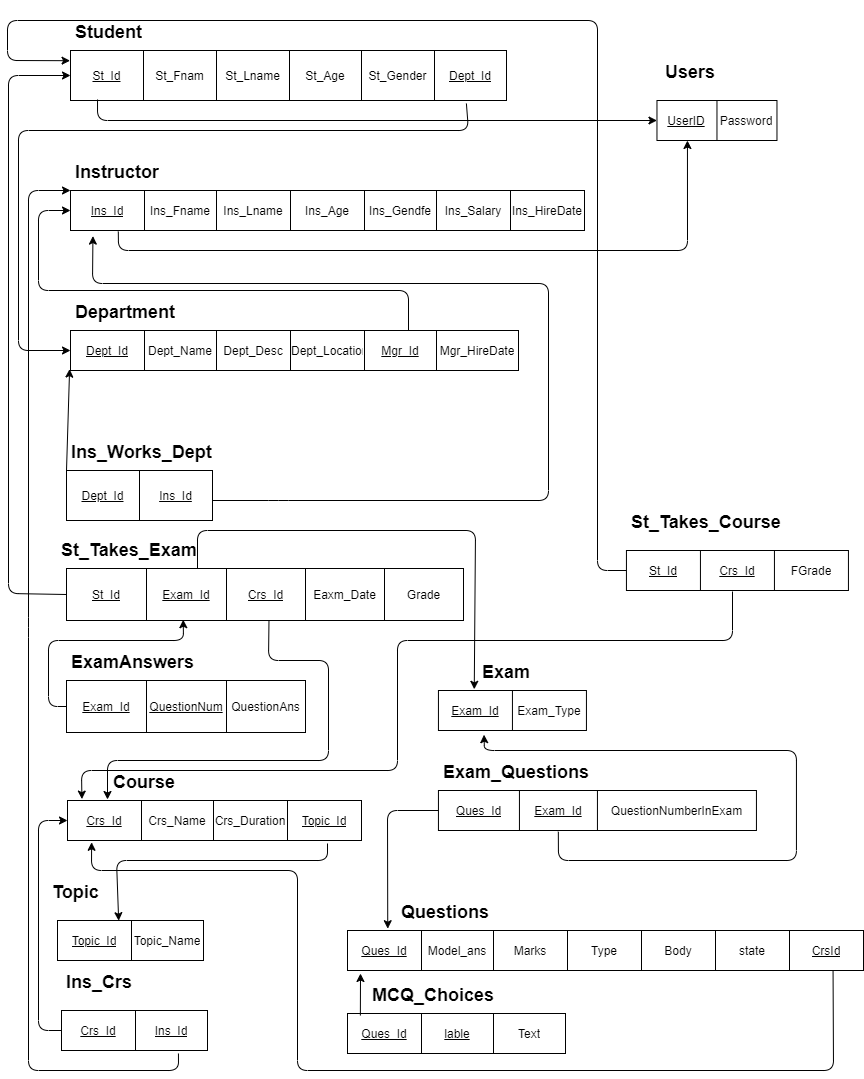 Student
St_Id St_Fnam St_Lname St_Age St_Gender Dept_Id
Users
UserID Password
Instructor
Ins_Id Ins_Fname Ins_Lname Ins_Age Ins_Gendfe Ins_Salary Ins_HireDate
Department
Dept_Id Dept_Name Dept_Desc Dept_Locatio Mgr_Id Mgr_HireDate
Ins_Works_Dept
Dept_Id Ins_Id
St_Takes_Course
St_Id Crs_Id FGrade
St_Takes_Exam
St_Id Exam_Id Crs_Id Eaxm_Date Grade
ExamAnswers
Exam_Id QuestionNum QuestionAns
Exam
Exam_Id Exam_Type
Course
Crs_Id Crs_Name Crs_Duration Topic_Id
Exam_Questions
Ques_Id Exam_Id QuestionNumberInExam
Topic
Topic_Id Topic_Name
Questions
Ques_Id Model_ans Marks Type Body state CrsId
Ins_Crs
Crs_Id Ins_Id
MCQ_Choices
Ques_Id lable Text